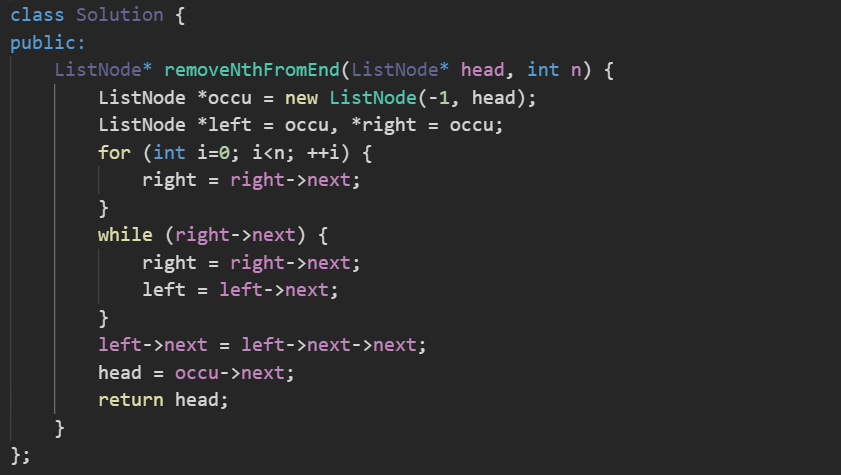 class Solution {
public:
    ListNode* removeNthFromEnd(ListNode* head, int n) {
        ListNode *occu = new ListNode(-1, head);
        ListNode *left = occu, *right = occu;
        for (int i=0; i<n; ++i) {
            right = right->next;
        }
        while (right->next) {
            right = right->next;
            left = left->next;
        }
        left->next = left->next->next;
        head = occu->next;
        return head;
    }
};